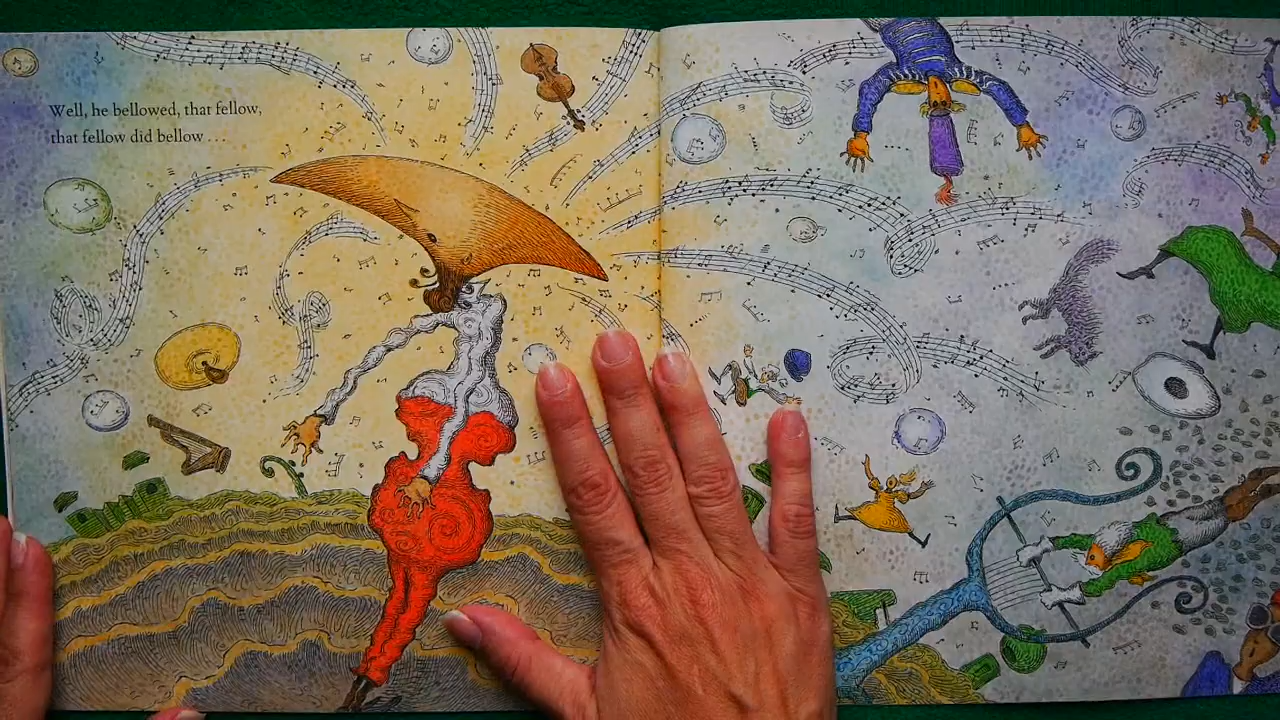 Well, he bellowed, that fellow,
that fellow did bellow . . .